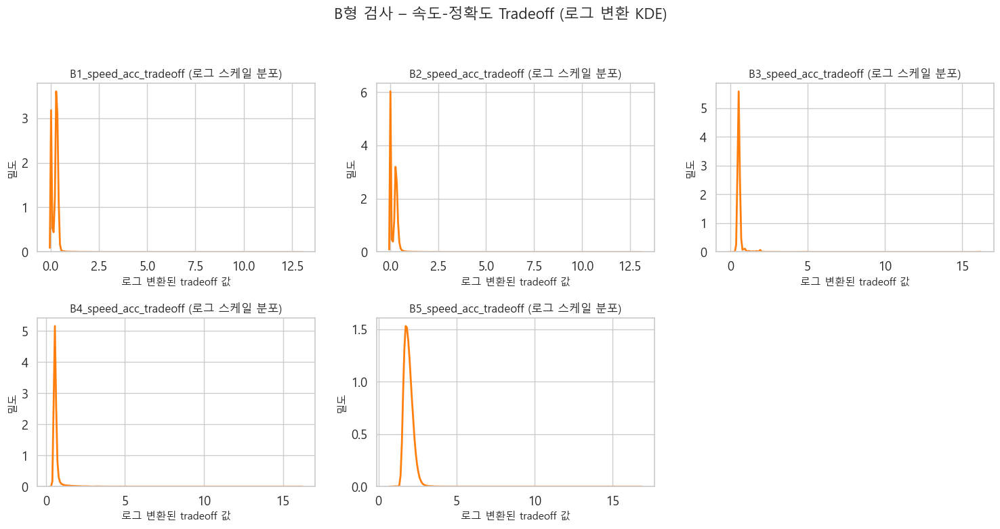 B형 검사 – 속도-정확도 Tradeoff (로그 변환 KDE)
B1_speed_acc_tradeoff (로그 스케일 분포)
밀도
3
2
1
0
0.0 2.5 5.0 7.5 10.0 12.5
로그 변환된 tradeoff 값
B2_speed_acc_tradeoff (로그 스케일 분포)
밀도
6
4
2
0
0.0 2.5 5.0 7.5 10.0 12.5
로그 변환된 tradeoff 값
B3_speed_acc_tradeoff (로그 스케일 분포)
밀도
5
4
3
2
1
0
0 5 10 15
로그 변환된 tradeoff 값
B4_speed_acc_tradeoff (로그 스케일 분포)
밀도
5
4
3
2
1
0
0 5 10 15
로그 변환된 tradeoff 값
B5_speed_acc_tradeoff (로그 스케일 분포)
밀도
1.5
1.0
0.5
0.0
0 5 10 15
로그 변환된 tradeoff 값